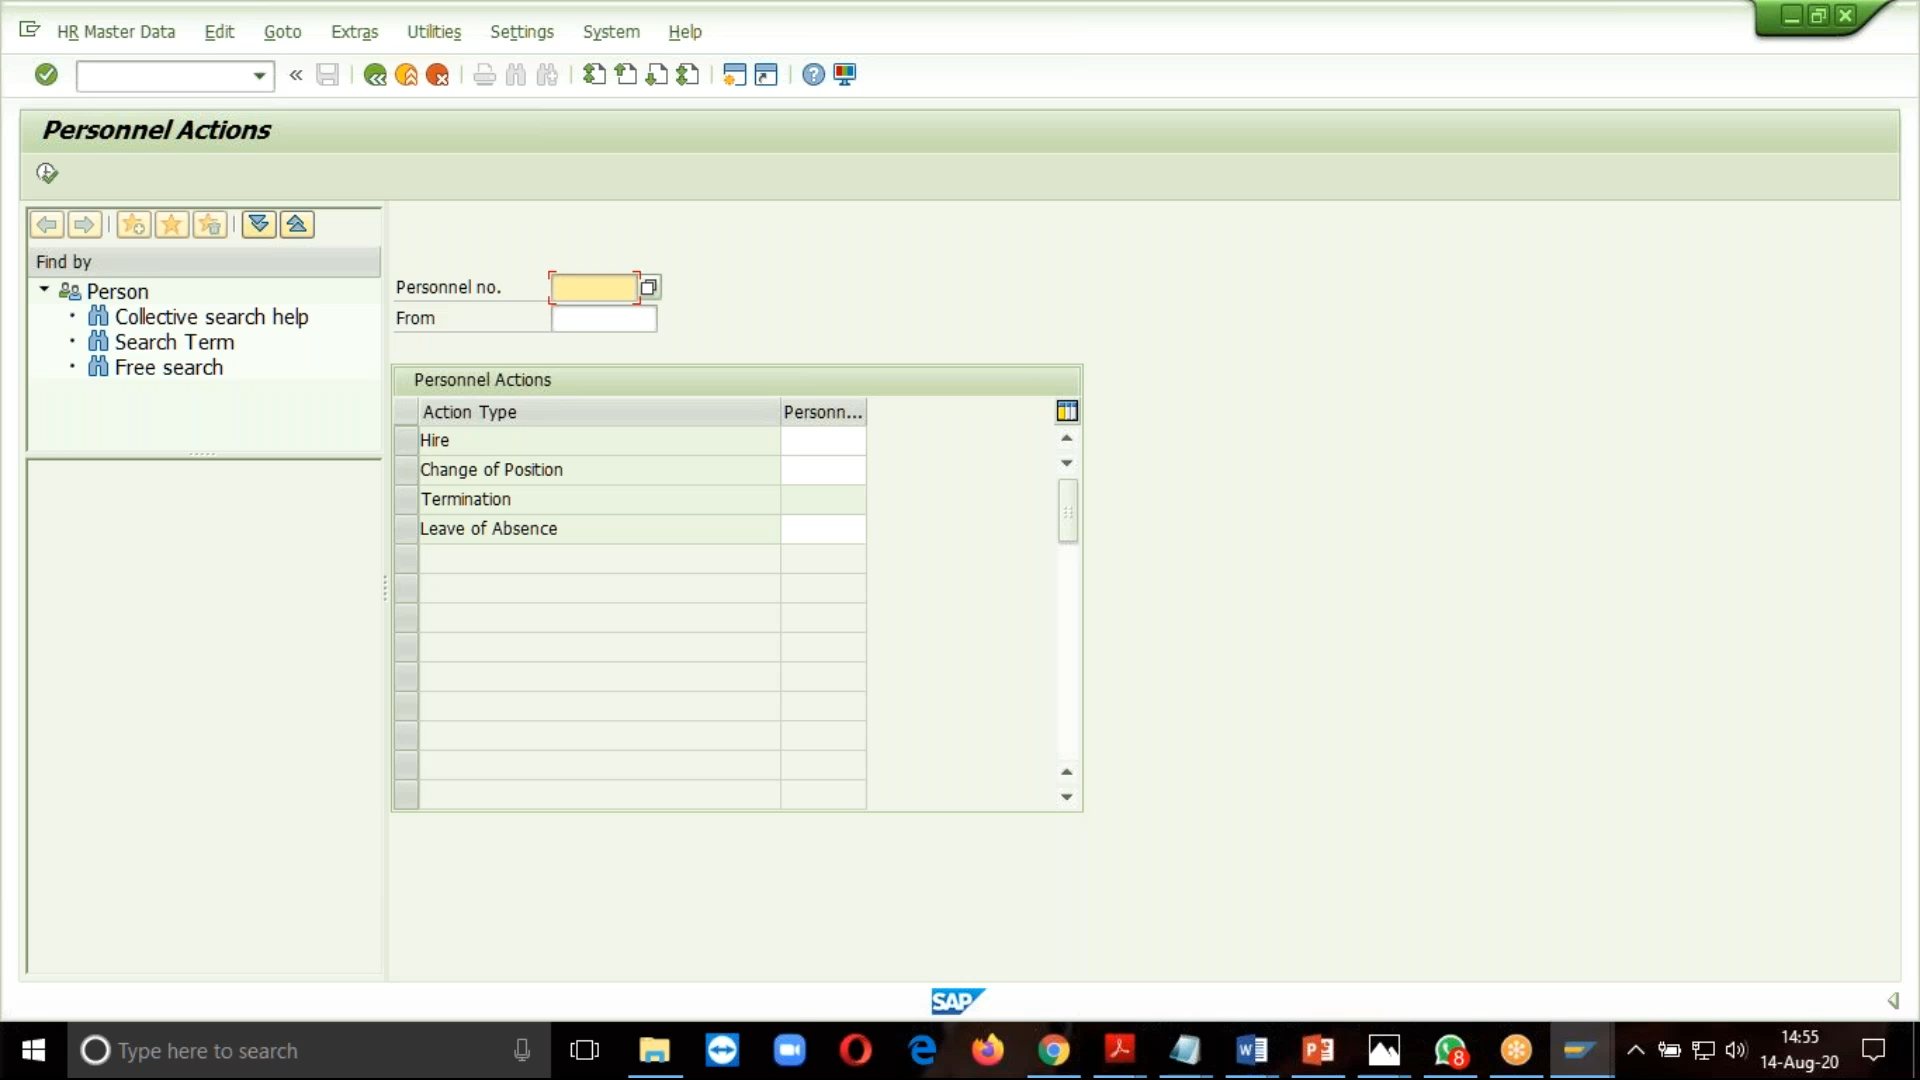 HR Master Data Edit Goto Extras Utilities Settings System Help
Personnel Actions
Find by
Person
Collective search help
Search Term
Free search
Personnel no.
From
Personnel Actions
Action Type Personn...
Hire
Change of Position
Termination
Leave of Absence
SAP
Type here to search
8
14:55
14-Aug-20